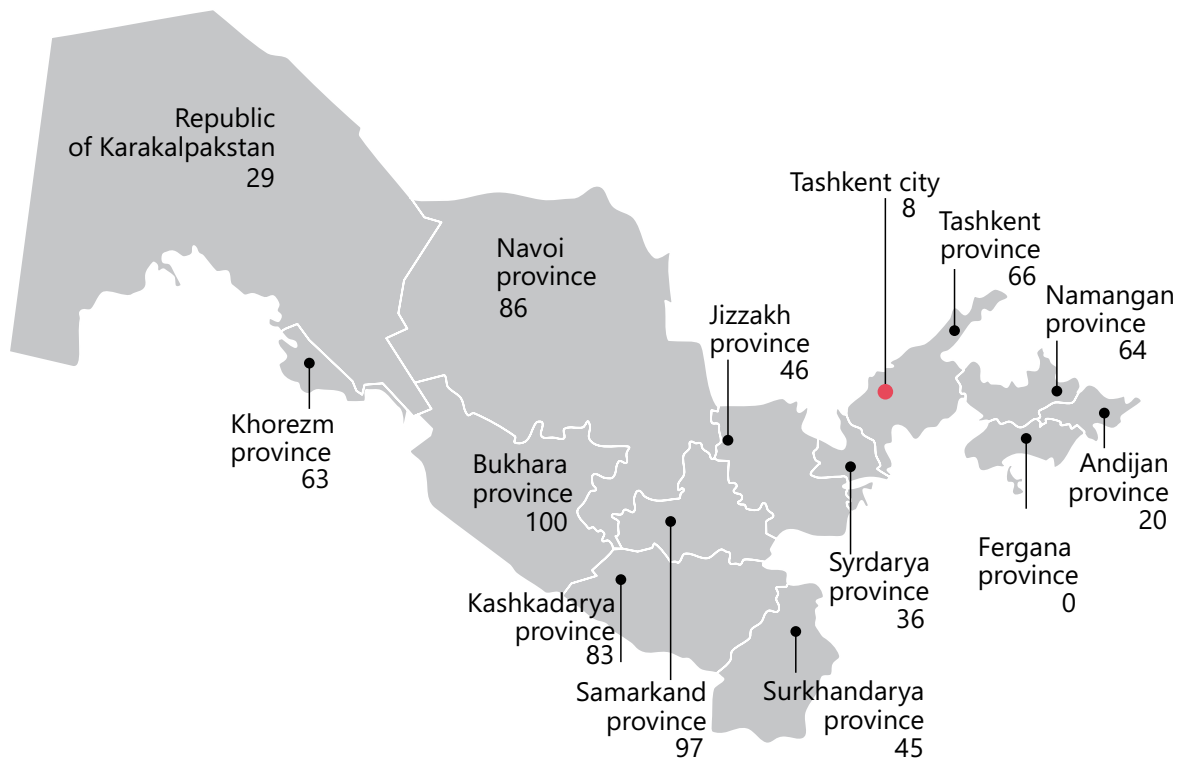 Republic
of Karakalpakstan
29
Tashkent city
8
Tashkent
province
66
Navoi
province
86
Namangan
province
64
Jizzakh
province
46
Khorezm
province
63
Bukhara
province
100
Andijan
province
20
Fergana
province
0
Syrdarya
province
36
Kashkadarya
province
83
Samarkand
province
97
Surkhandarya
province
45